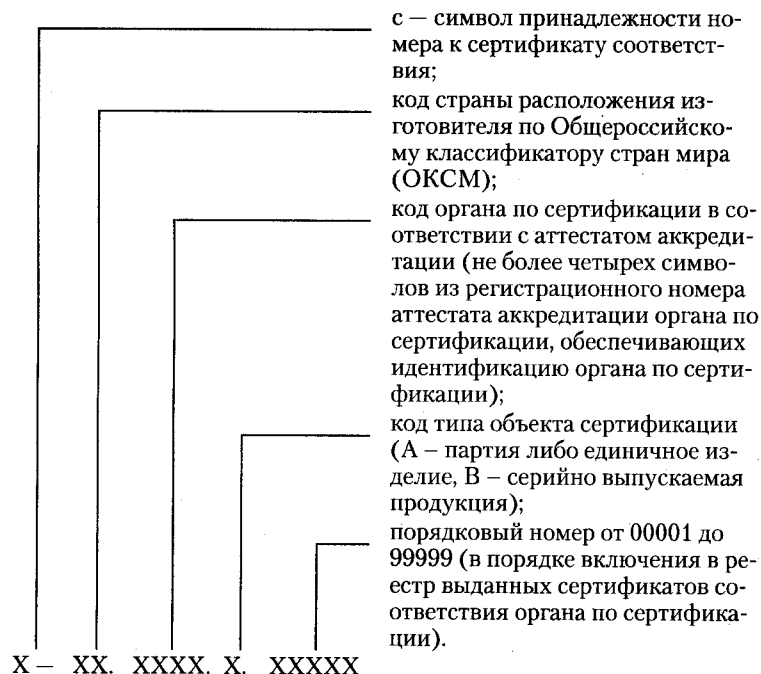 с – символ принадлежности но-
мера к сертификату соответст-
вия;
код страны расположения из-
готовителя по Общероссийско-
му классификатору стран мира
(ОКСМ);
код органа по сертификации в со-
ответствии с аттестатом аккреди-
тации (не более четырех симво-
лов из регистрационного номера
аттестата аккредитации органа по
сертификации, обеспечивающих
идентификацию органа по серти-
фикации);
код типа объекта сертификации
(А – партия либо единичное из-
делие, В – серийно выпускаемая
продукция);
порядковый номер от 00001 до
99999 (в порядке включения в ре-
естр выданных сертификатов со-
ответствия органа по сертифика-
ции).
Х – ХХ. ХХХХ. Х. ХХХХХ